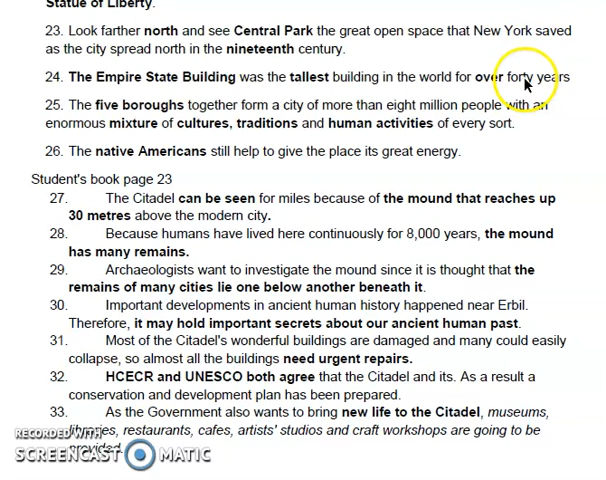 Statue of Liberty.
23. Look farther north and see Central Park the great open space that New York saved
as the city spread north in the nineteenth century.
24. The Empire State Building was the tallest building in the world for over forty years
25. The five boroughs together form a city of more than eight million people with an
enormous mixture of cultures, traditions and human activities of every sort.
26. The native Americans still help to give the place its great energy.
Student's book page 23
27. The Citadel can be seen for miles because of the mound that reaches up
30 metres above the modern city.
28. Because humans have lived here continuously for 8,000 years, the mound
has many remains.
29. Archaeologists want to investigate the mound since it is thought that the
remains of many cities lie one below another beneath it.
30. Important developments in ancient human history happened near Erbil.
Therefore, it may hold important secrets about our ancient human past.
31. Most of the Citadel's wonderful buildings are damaged and many could easily
collapse, so almost all the buildings need urgent repairs.
32. HCECR and UNESCO both agree that the Citadel and its. As a result a
conservation and development plan has been prepared.
33. As the Government also wants to bring new life to the Citadel, museums,
libraries, restaurants, cafes, artists' studios and craft workshops are going to be
provided.
RECORDED WITH
SCREENCAST MATIC